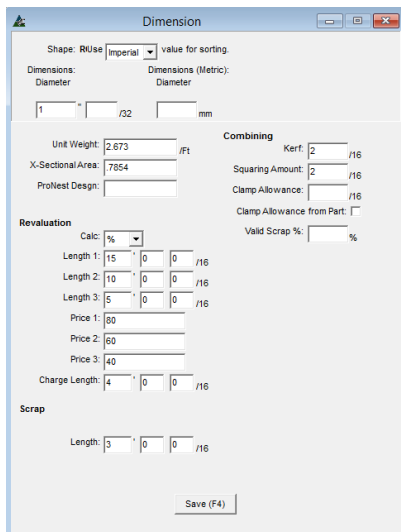 Dimension
Shape: R Use Imperial value for sorting.
Dimensions: Dimensions (Metric):
Diameter Diameter
1 " /32 mm
Combining
Unit Weight: 2.673 /Ft Kerf: 2 /16
X-Sectional Area: .7854 Squaring Amount: 2 /16
ProNest Desgn: Clamp Allowance: /16
Clamp Allowance from Part:
Revaluation Valid Scrap %: %
Calc: %
Length 1: 15 ' 0 0 /16
Length 2: 10 ' 0 0 /16
Length 3: 5 ' 0 0 /16
Price 1: 80
Price 2: 60
Price 3: 40
Charge Length: 4 ' 0 0 /16
Scrap
Length: 3 ' 0 0 /16
Save (F4)